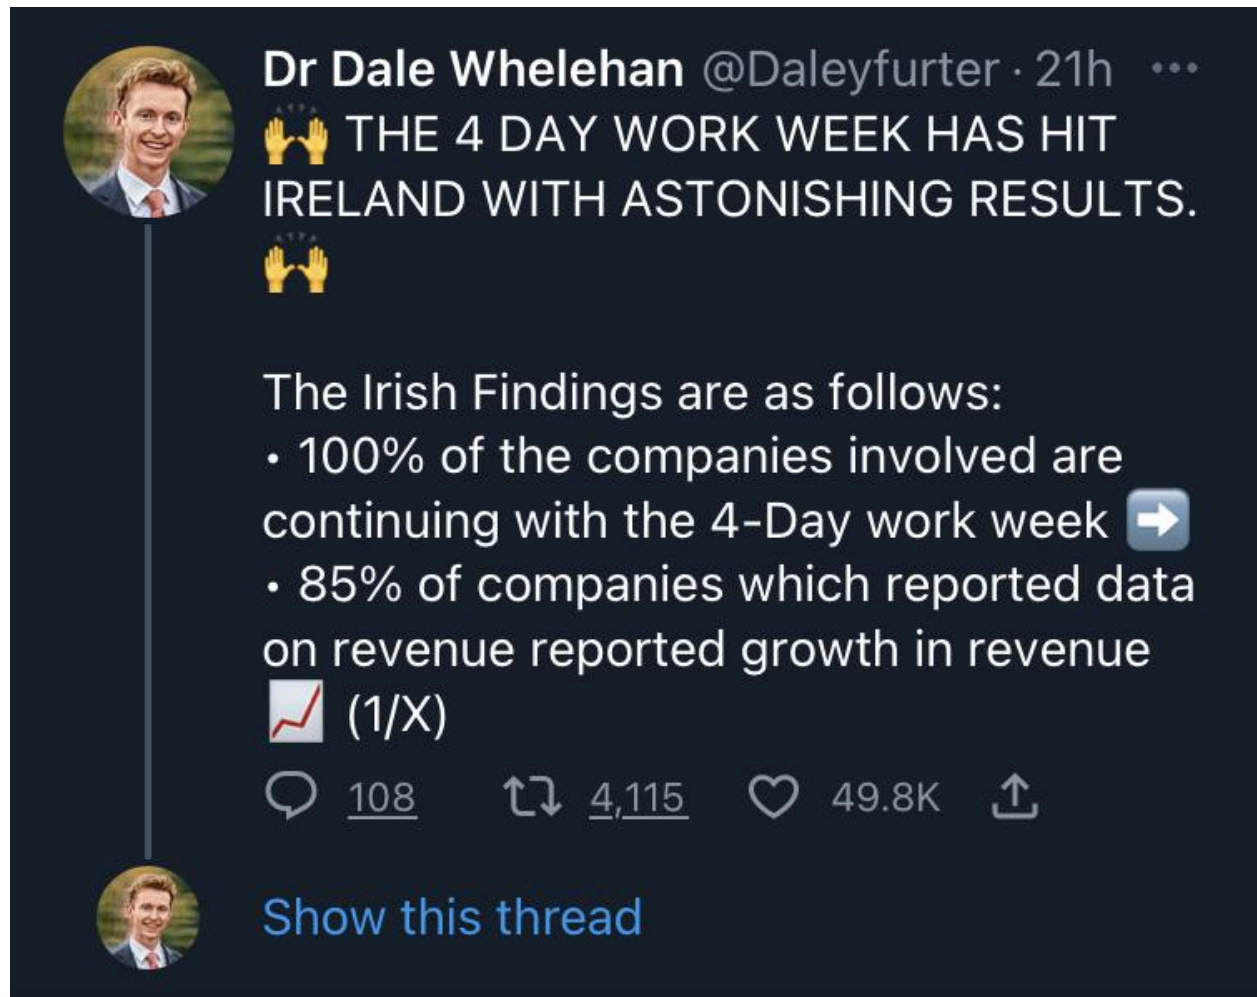 Dr Dale Whelehan @Daleyfurter · 21h ...
🙌 THE 4 DAY WORK WEEK HAS HIT
IRELAND WITH ASTONISHING RESULTS.
🙌
The Irish Findings are as follows:
• 100% of the companies involved are
continuing with the 4-Day work week ➡️
• 85% of companies which reported data
on revenue reported growth in revenue
📈 (1/X)
108 4,115 49.8K
Show this thread